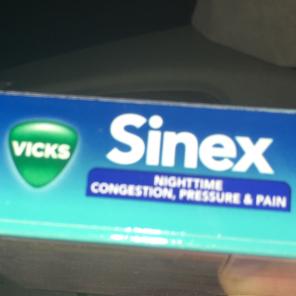 VICKS
Sinex
NIGHTTIME
CONGESTION, PRESSURE & PAIN